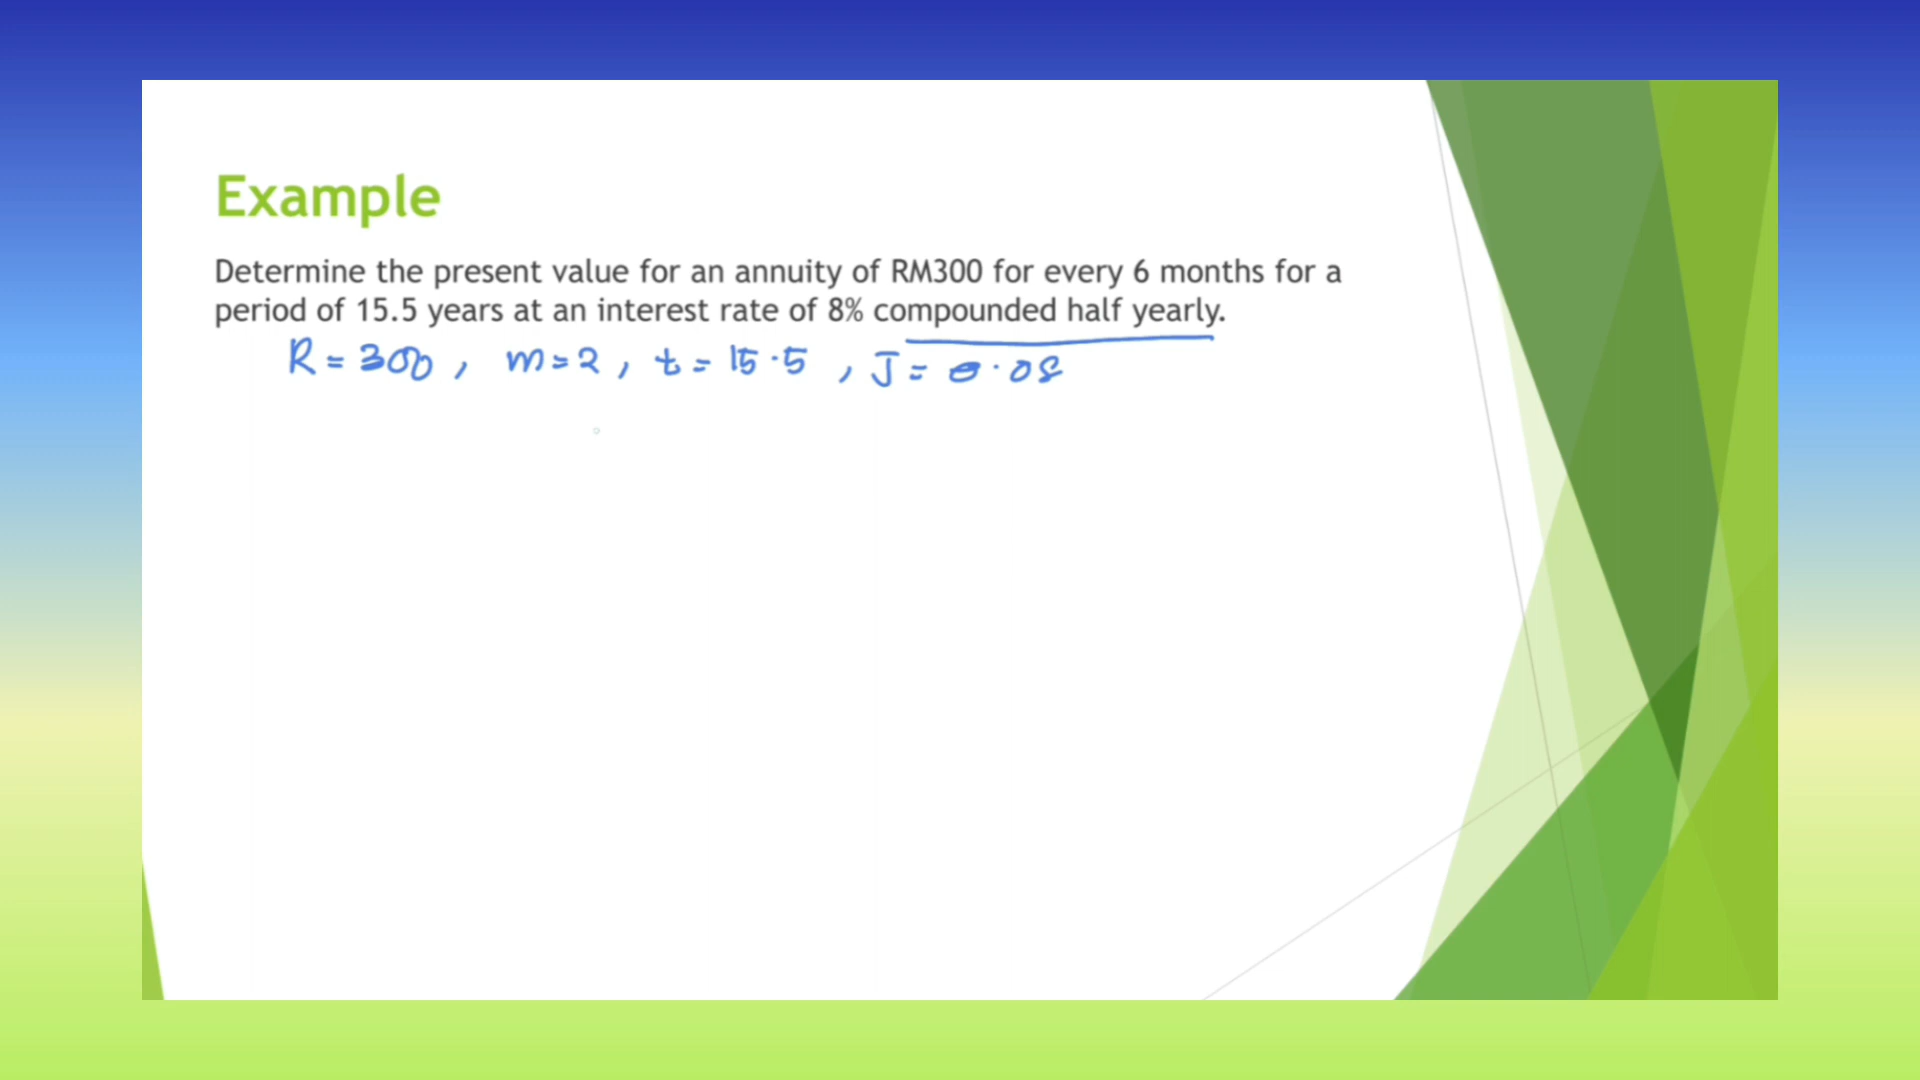 Example
Determine the present value for an annuity of RM300 for every 6 months for a
period of 15.5 years at an interest rate of 8% compounded half yearly.
R = 300, m = 2, t = 15.5, J = 0.08